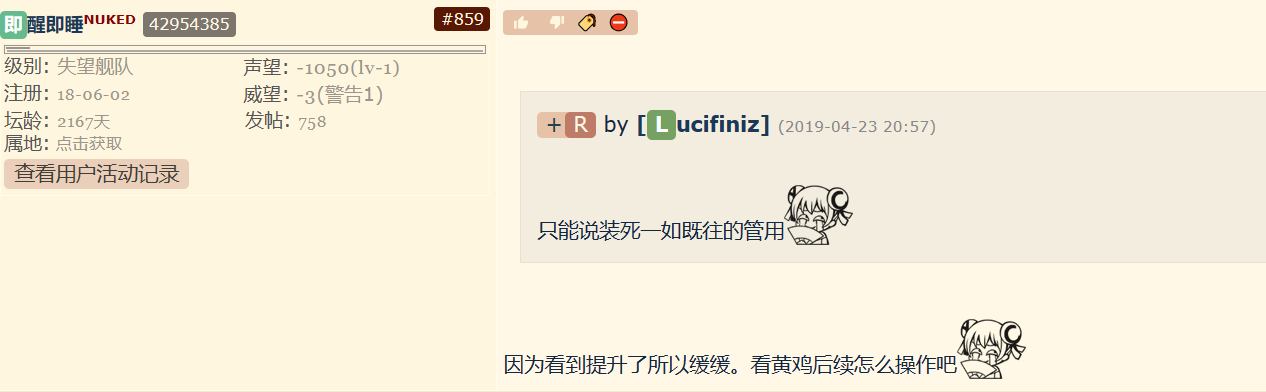 即醒即睡NUKED 42954385 #859
级别: 失望舰队 声望: -1050(lv-1)
注册: 18-06-02 威望: -3(警告1)
坛龄: 2167天 发帖: 758
属地: 点击获取
查看用户活动记录
+R by [Lucifiniz] (2019-04-23 20:57)
只能说装死一如既往的管用
因为看到提升了所以缓缓。看黄鸡后续怎么操作吧